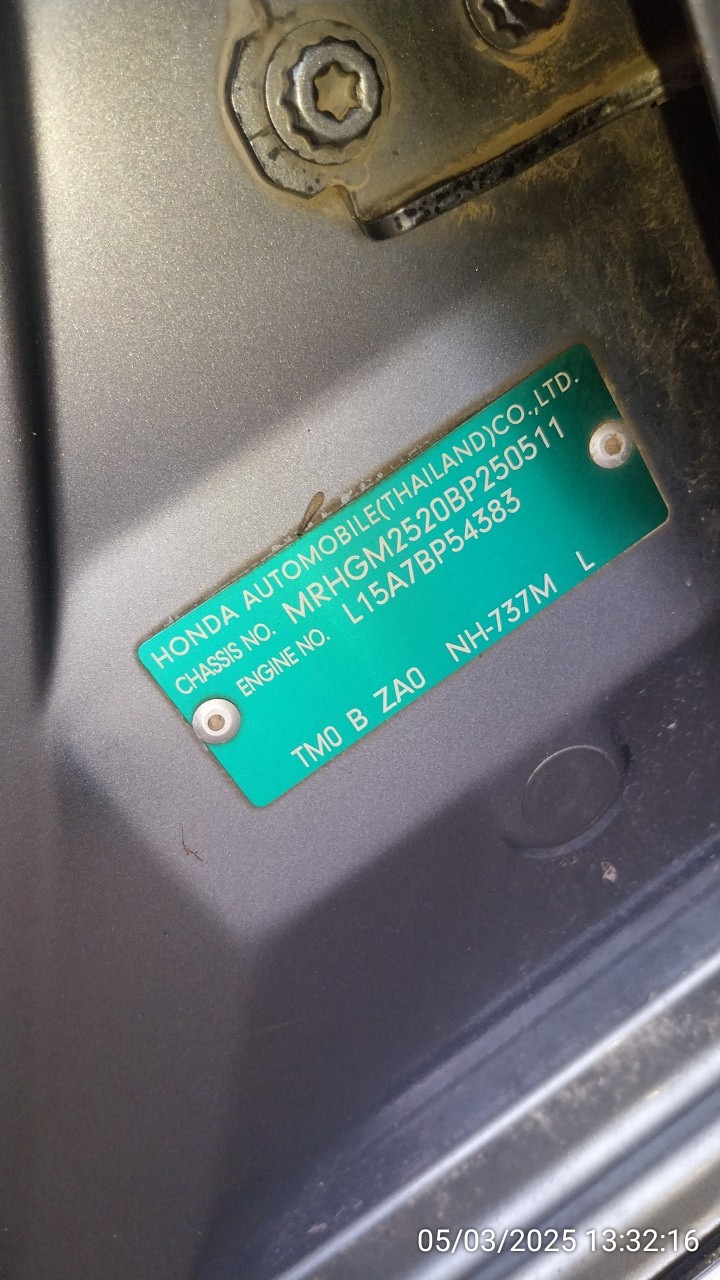 HONDA AUTOMOBILE(THAILAND)CO.,LTD.
CHASSIS NO. MRHGM2520BP250511
ENGINE NO. L15A7BP54383
TM0 B ZA0 NH-737M L
05/03/2025 13:32:16